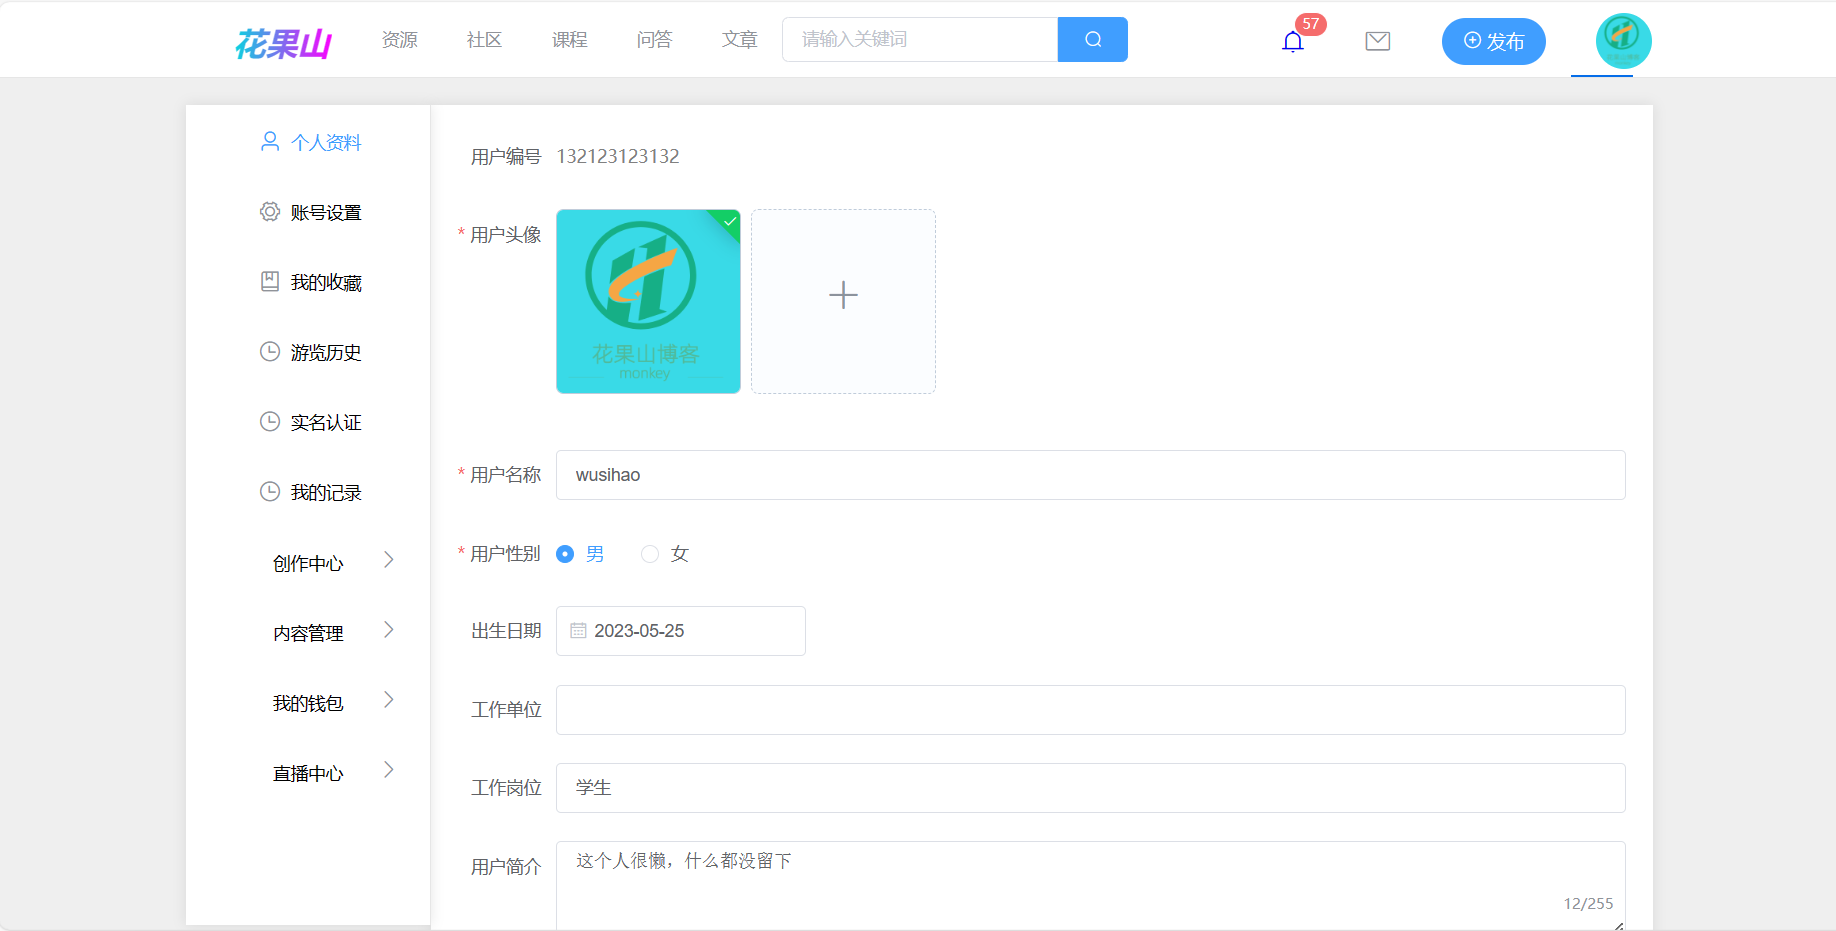 花果山
资源
社区
课程
问答
文章
请输入关键词
57
发布
个人资料
账号设置
我的收藏
游览历史
实名认证
我的记录
创作中心
内容管理
我的钱包
直播中心
用户编号 132123123132
* 用户头像
花果山博客
monkey
* 用户名称 wusihao
* 用户性别 男 女
出生日期 2023-05-25
工作单位
工作岗位 学生
用户简介 这个人很懒，什么都没留下
12/255